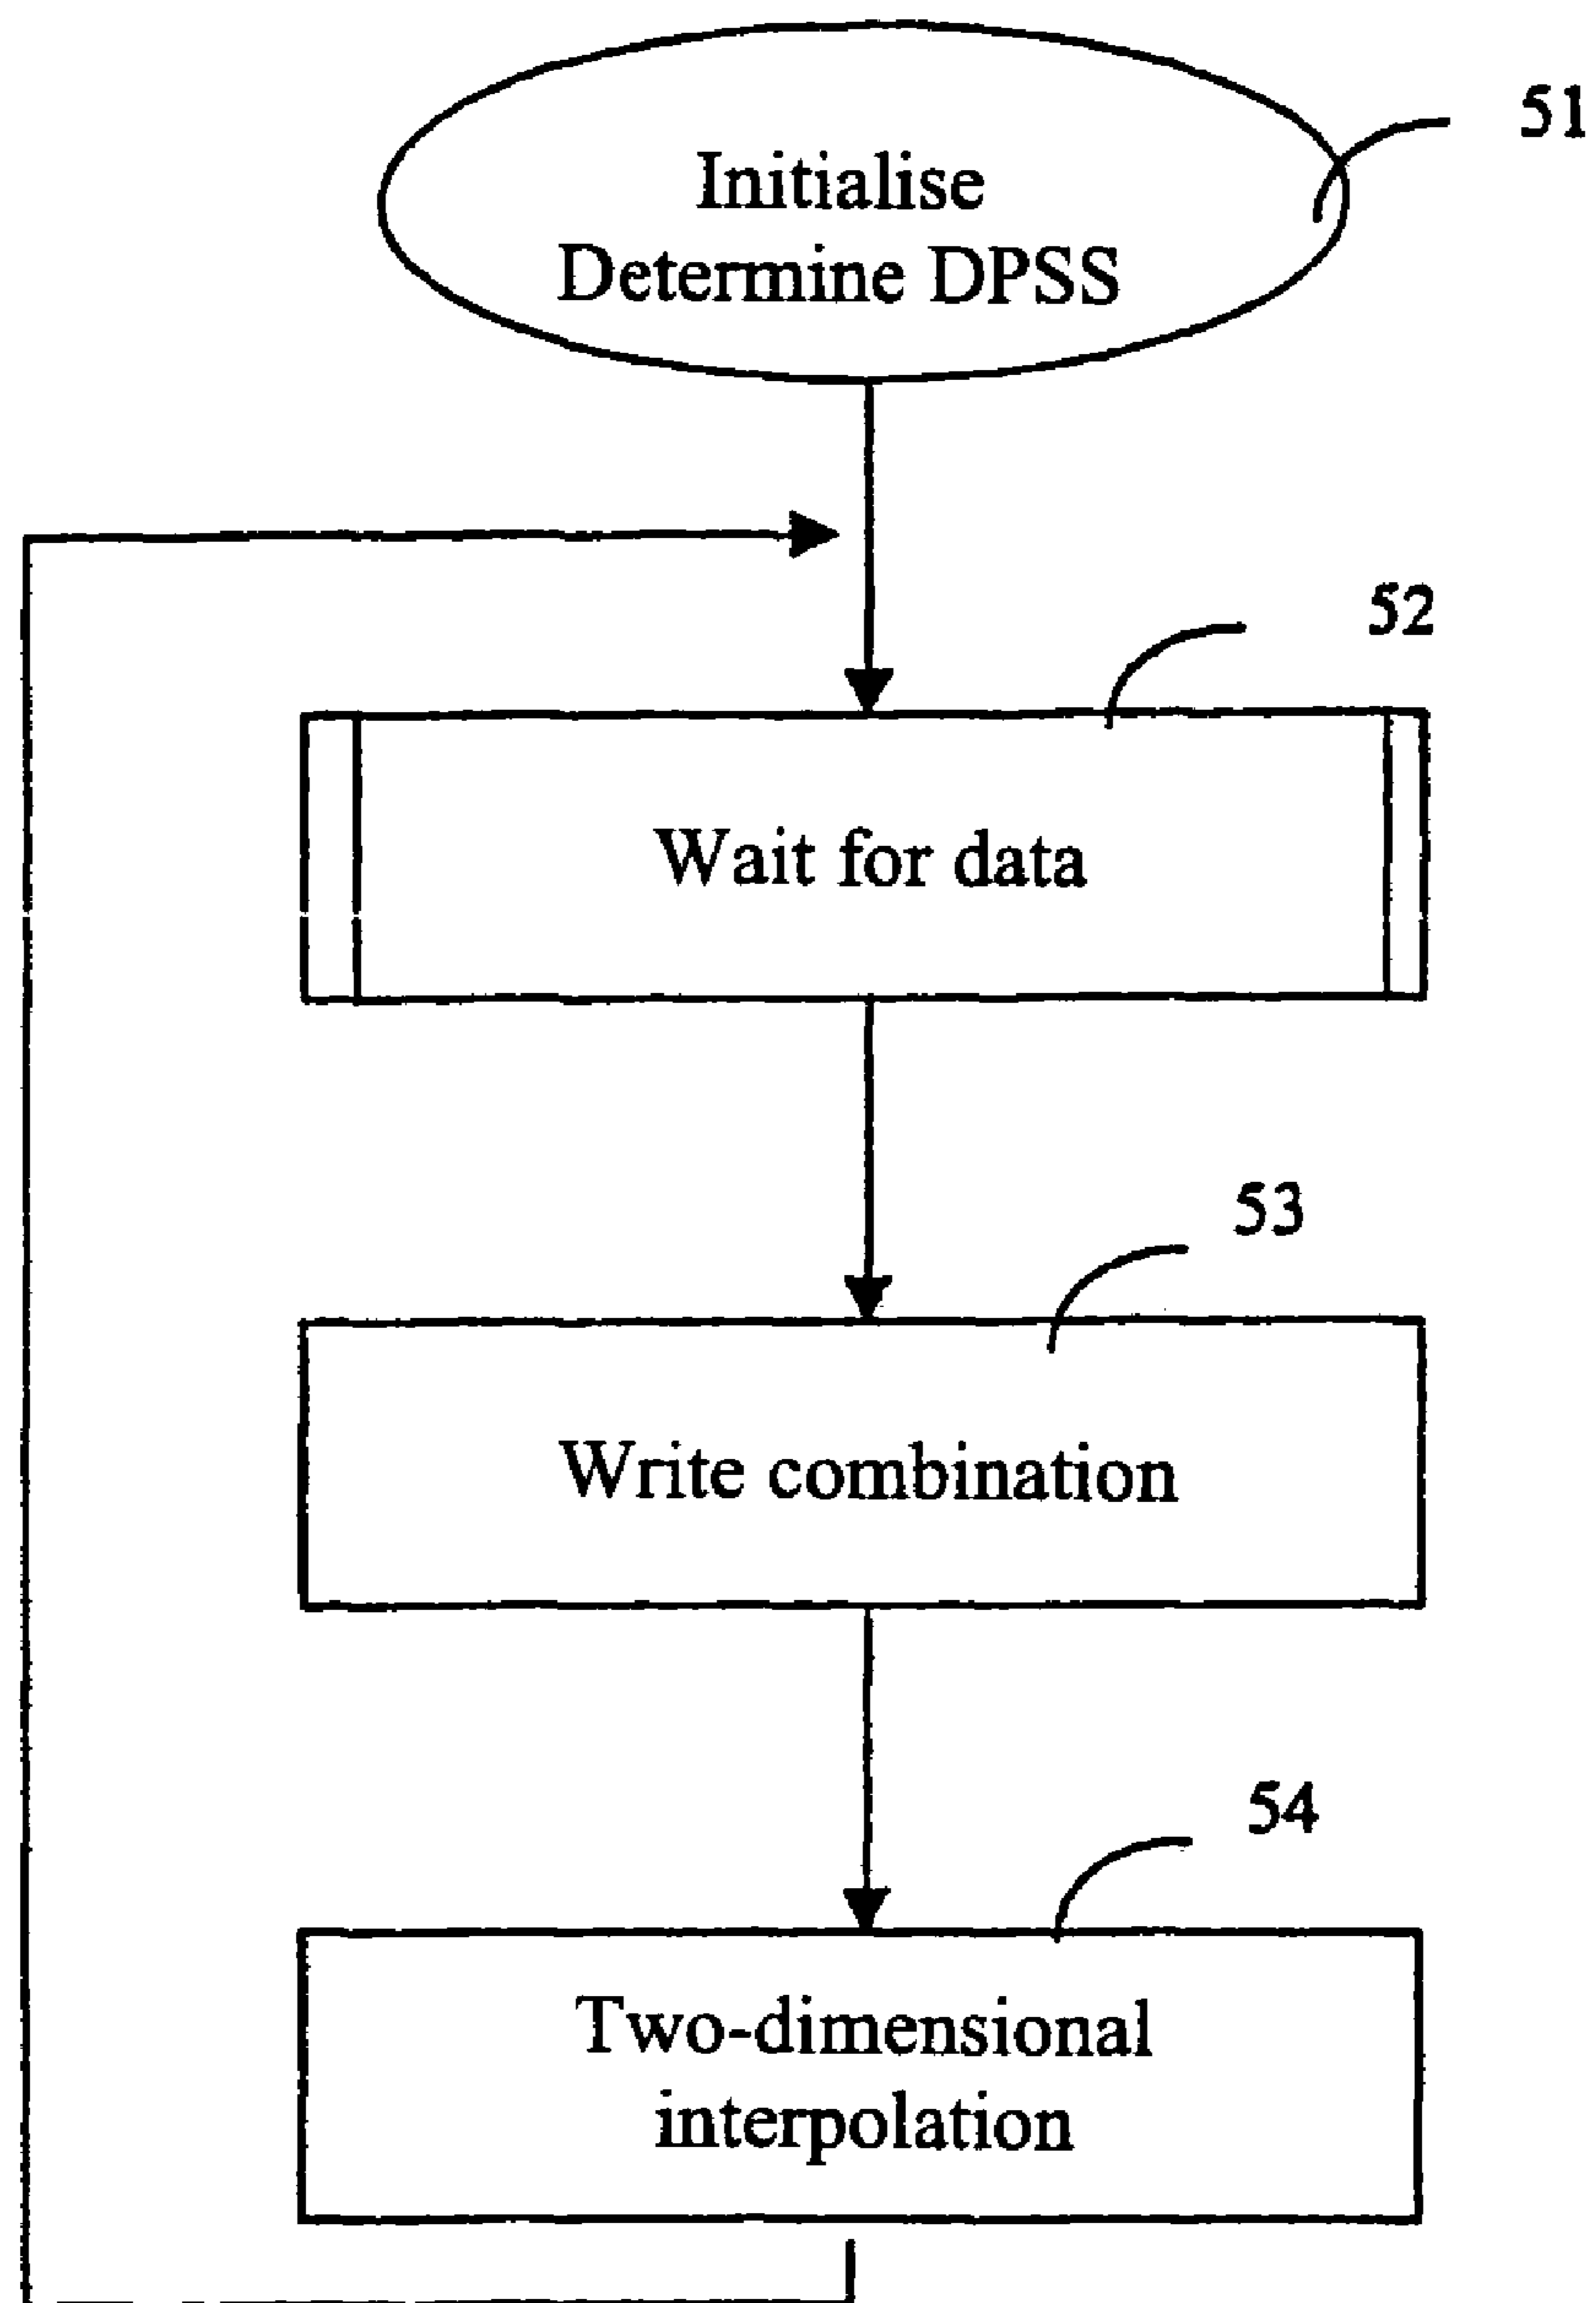 51
Initialise
Determine DPSS
52
Wait for data
53
Write combination
54
Two-dimensional
interpolation